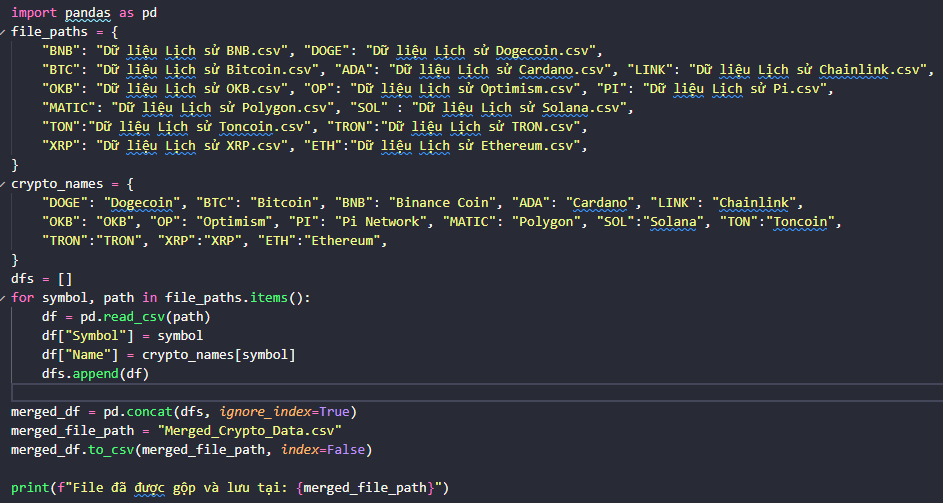 import pandas as pd
file_paths = {
    "BNB": "Dữ liệu Lịch sử BNB.csv", "DOGE": "Dữ liệu Lịch sử Dogecoin.csv",
    "BTC": "Dữ liệu Lịch sử Bitcoin.csv", "ADA": "Dữ liệu Lịch sử Cardano.csv", "LINK": "Dữ liệu Lịch sử Chainlink.csv",
    "OKB": "Dữ liệu Lịch sử OKB.csv", "OP": "Dữ liệu Lịch sử Optimism.csv", "PI": "Dữ liệu Lịch sử Pi.csv",
    "MATIC": "Dữ liệu Lịch sử Polygon.csv", "SOL" : "Dữ liệu Lịch sử Solana.csv",
    "TON":"Dữ liệu Lịch sử Toncoin.csv", "TRON":"Dữ liệu Lịch sử TRON.csv",
    "XRP": "Dữ liệu Lịch sử XRP.csv", "ETH":"Dữ liệu Lịch sử Ethereum.csv",
}
crypto_names = {
    "DOGE": "Dogecoin", "BTC": "Bitcoin", "BNB": "Binance Coin", "ADA": "Cardano", "LINK": "Chainlink",
    "OKB": "OKB", "OP": "Optimism", "PI": "Pi Network", "MATIC": "Polygon", "SOL":"Solana", "TON":"Toncoin",
    "TRON":"TRON", "XRP":"XRP", "ETH":"Ethereum",
}
dfs = []
for symbol, path in file_paths.items():
    df = pd.read_csv(path)
    df["Symbol"] = symbol
    df["Name"] = crypto_names[symbol]
    dfs.append(df)
merged_df = pd.concat(dfs, ignore_index=True)
merged_file_path = "Merged_Crypto_Data.csv"
merged_df.to_csv(merged_file_path, index=False)
print(f"File đã được gộp và lưu tại: {merged_file_path}")